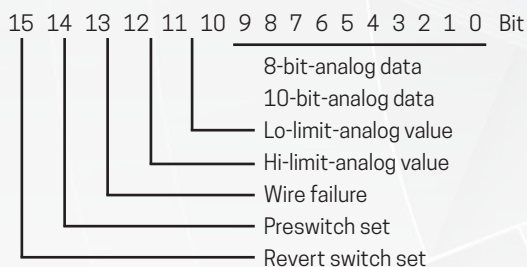 15 14 13 12 11 10 9 8 7 6 5 4 3 2 1 0 Bit
8-bit-analog data
10-bit-analog data
Lo-limit-analog value
Hi-limit-analog value
Wire failure
Preswitch set
Revert switch set